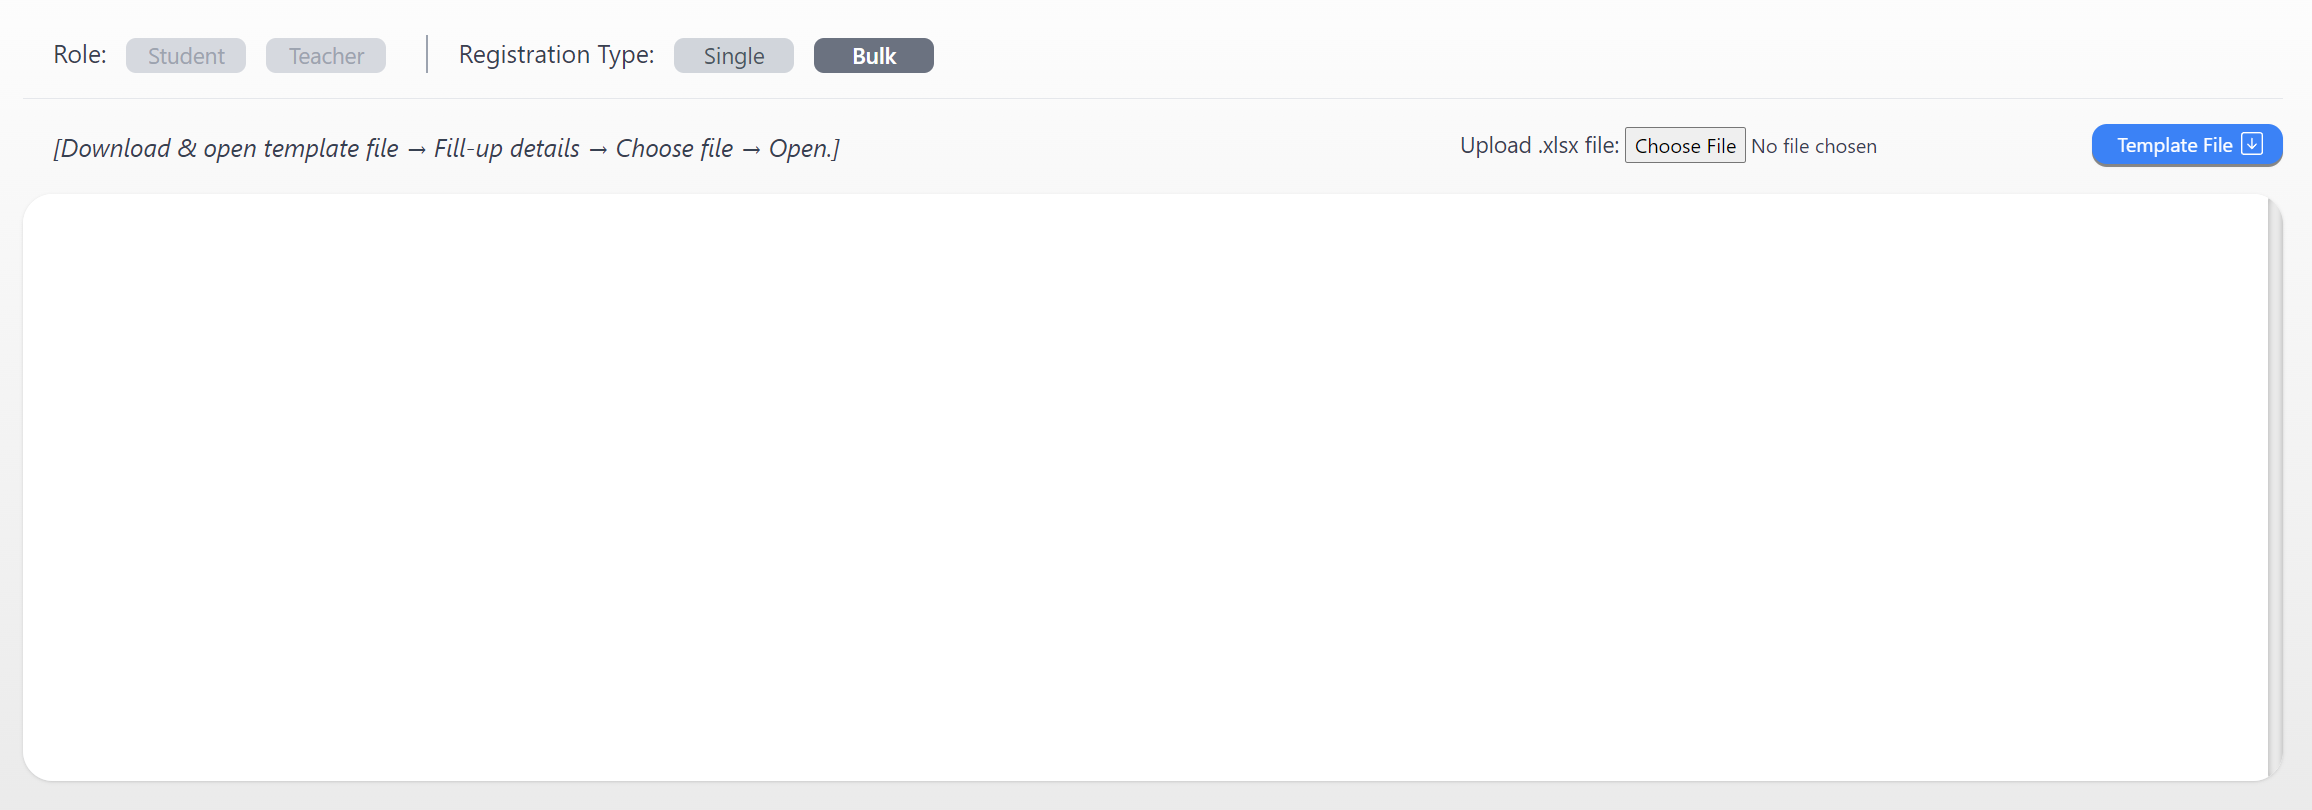 Role: Student Teacher Registration Type: Single Bulk
[Download & open template file → Fill-up details → Choose file → Open.] Upload .xlsx file: Choose File No file chosen Template File